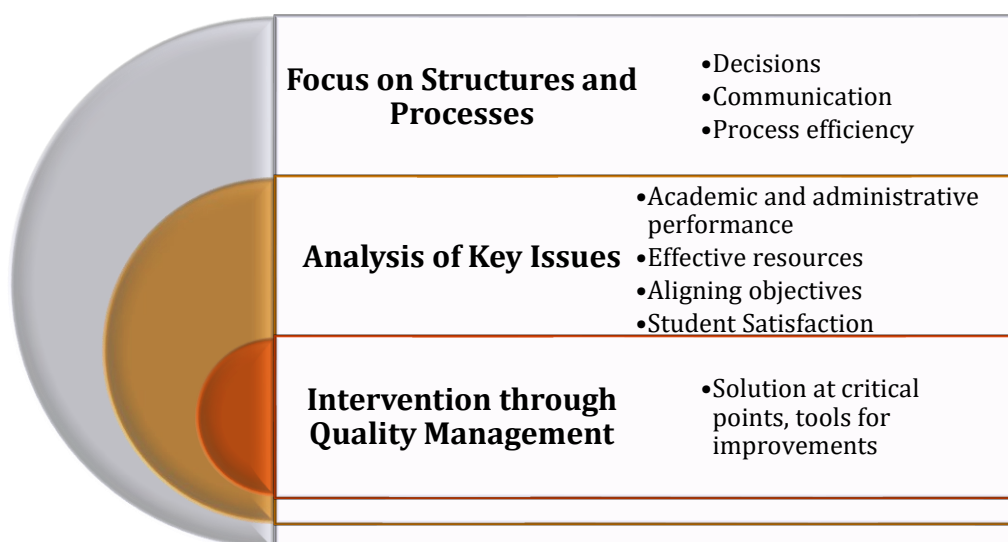 Focus on Structures and
Processes
•Decisions
•Communication
•Process efficiency
Analysis of Key Issues
•Academic and administrative
performance
•Effective resources
•Aligning objectives
•Student Satisfaction
Intervention through
Quality Management
•Solution at critical
points, tools for
improvements